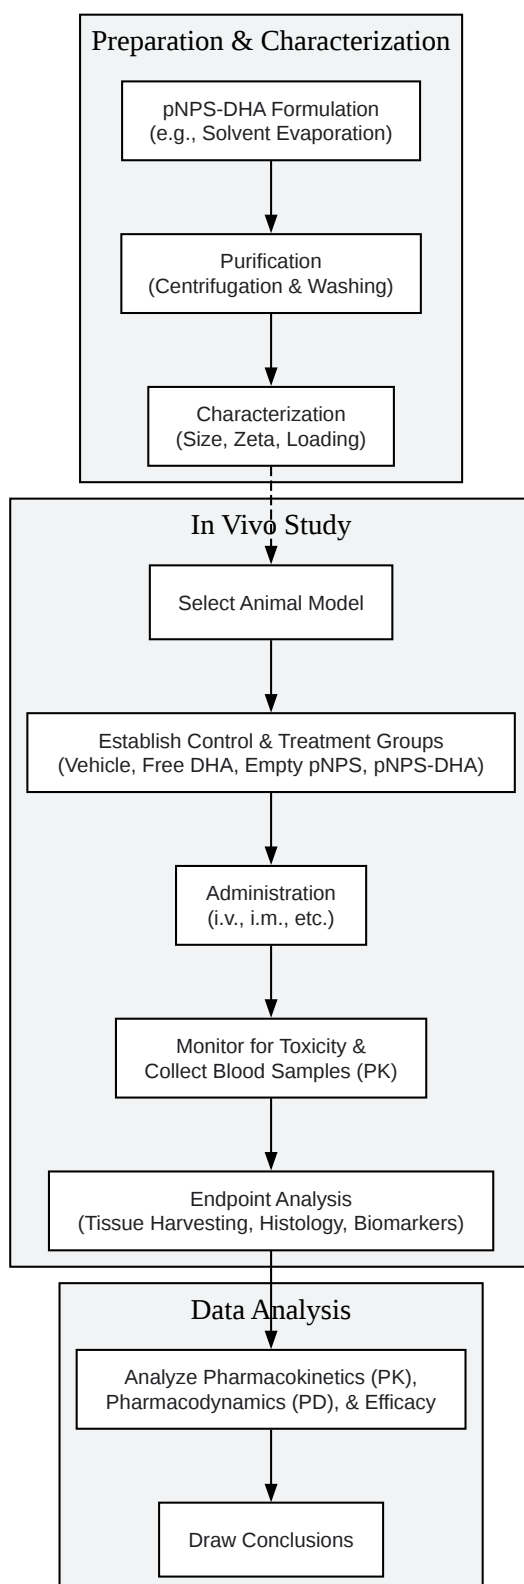 Preparation & Characterization
pNPS-DHA Formulation
(e.g., Solvent Evaporation)
Purification
(Centrifugation & Washing)
Characterization
(Size, Zeta, Loading)
In Vivo Study
Select Animal Model
Establish Control & Treatment Groups
(Vehicle, Free DHA, Empty pNPS, pNPS-DHA)
Administration
(i.v., i.m., etc.)
Monitor for Toxicity &
Collect Blood Samples (PK)
Endpoint Analysis
(Tissue Harvesting, Histology, Biomarkers)
Data Analysis
Analyze Pharmacokinetics (PK),
Pharmacodynamics (PD), & Efficacy
Draw Conclusions